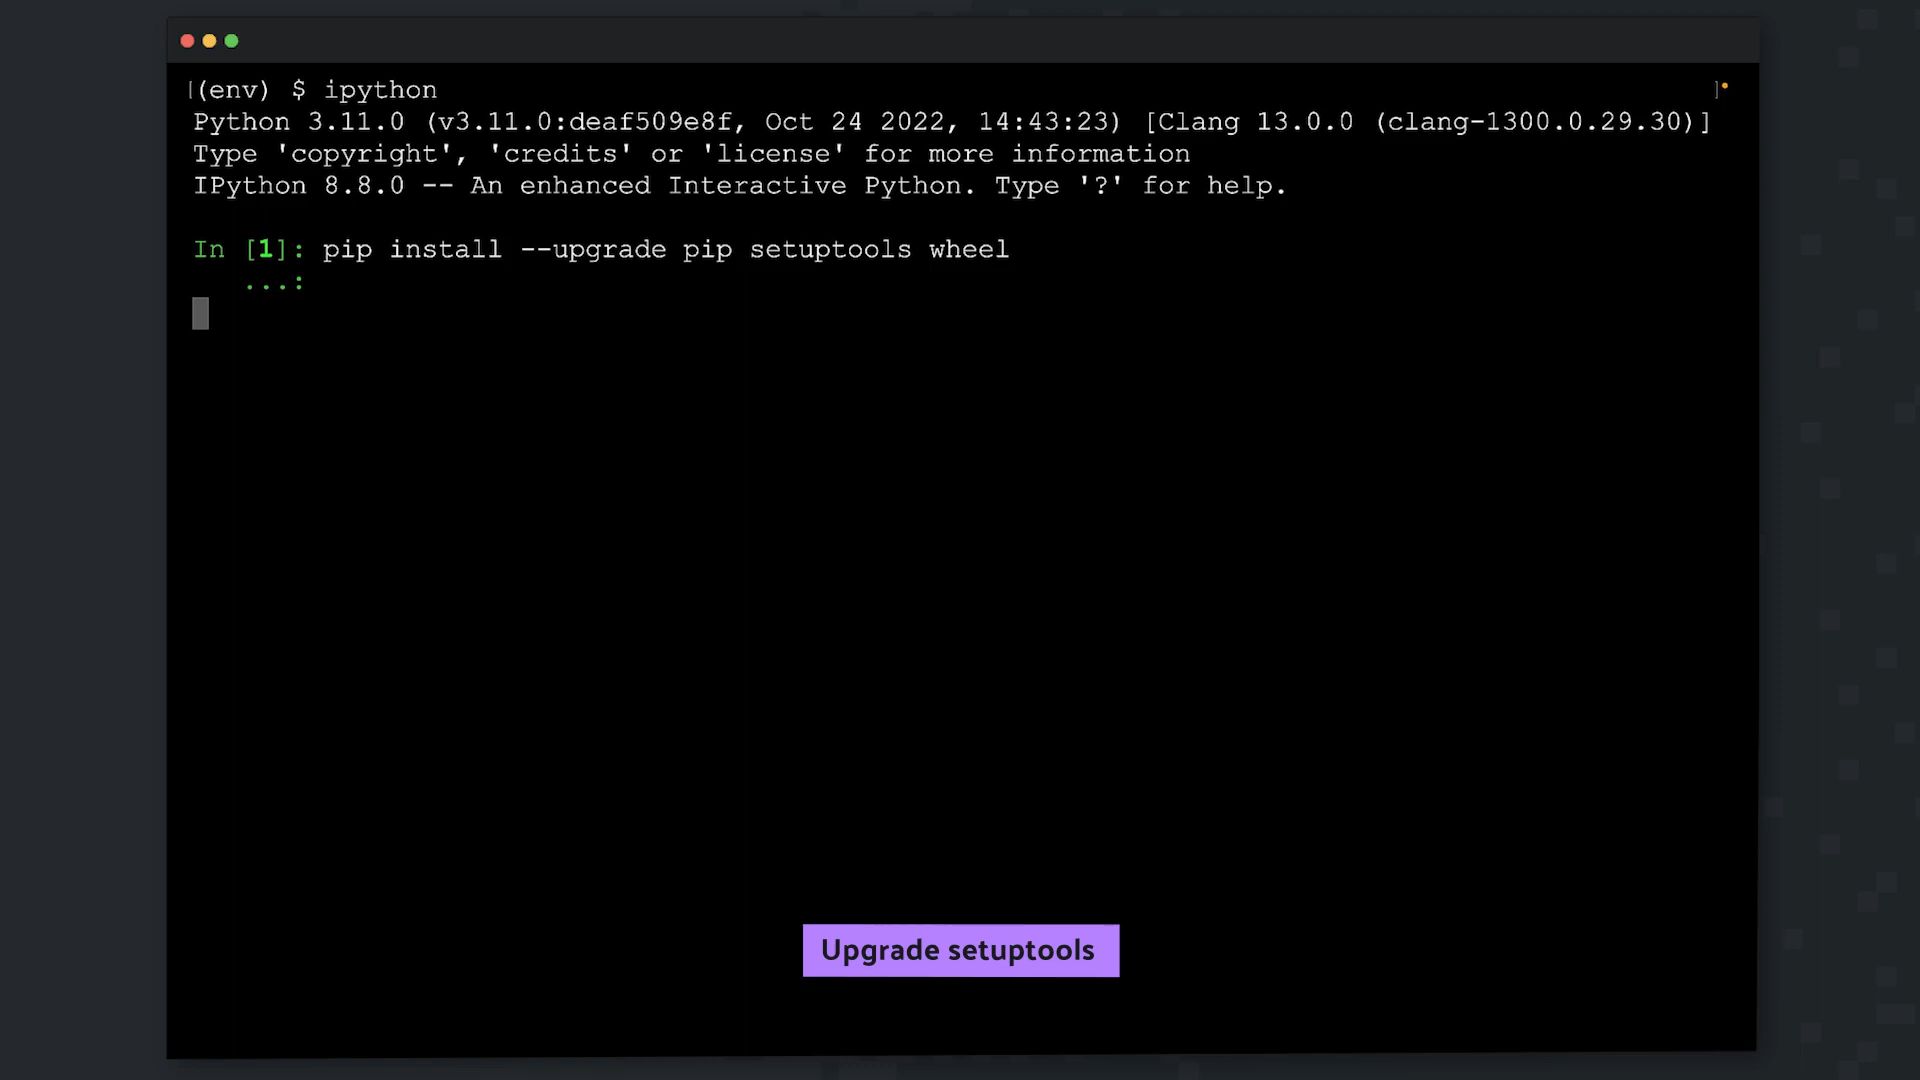 [(env) $ ipython ]
Python 3.11.0 (v3.11.0:deaf509e8f, Oct 24 2022, 14:43:23) [Clang 13.0.0 (clang-1300.0.29.30)]
Type 'copyright', 'credits' or 'license' for more information
IPython 8.8.0 -- An enhanced Interactive Python. Type '?' for help.
In [1]: pip install --upgrade pip setuptools wheel
...:
Upgrade setuptools